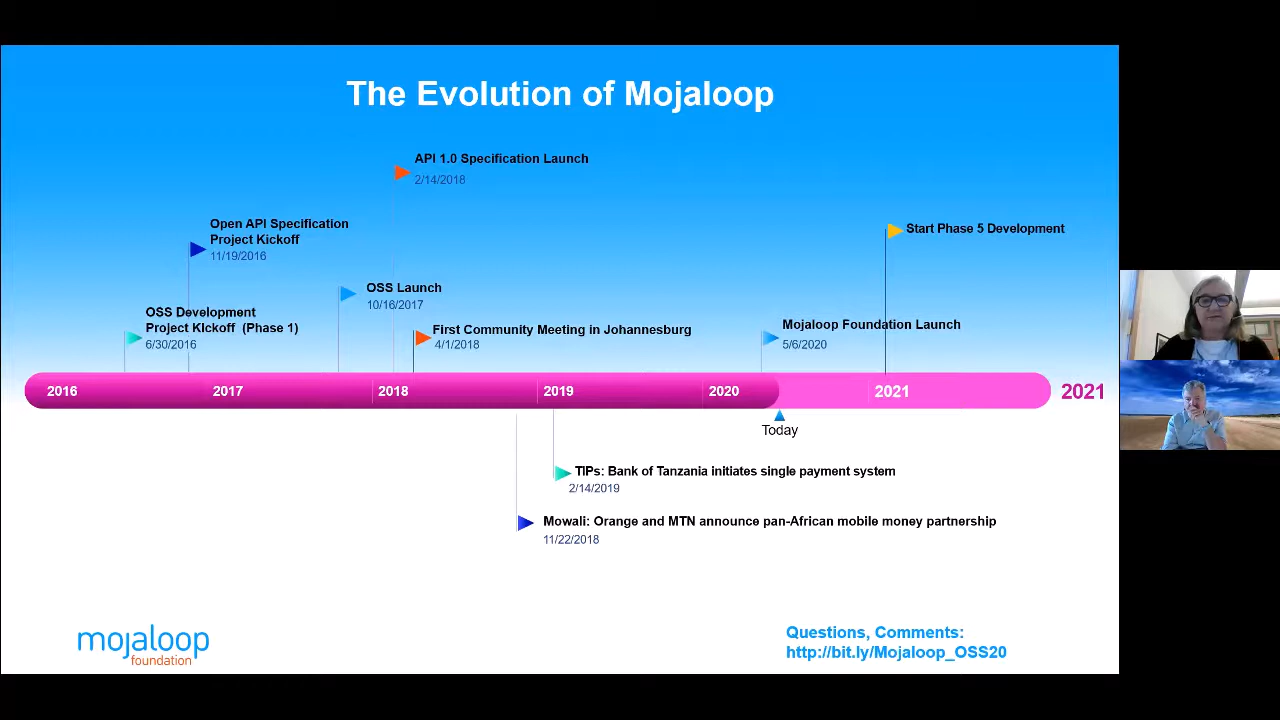 The Evolution of Mojaloop
API 1.0 Specification Launch
2/14/2018
Open API Specification
Project Kickoff
11/19/2016
Start Phase 5 Development
OSS Launch
10/16/2017
OSS Development
Project KIckoff (Phase 1)
6/30/2016
First Community Meeting in Johannesburg
4/1/2018
Mojaloop Foundation Launch
5/6/2020
2016 2017 2018 2019 2020 2021 2021
Today
TIPs: Bank of Tanzania initiates single payment system
2/14/2019
Mowali: Orange and MTN announce pan-African mobile money partnership
11/22/2018
mojaloop
foundation
Questions, Comments:
http://bit.ly/Mojaloop_OSS20